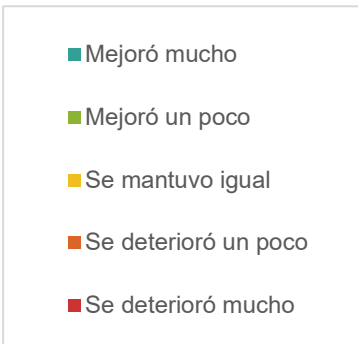 Mejoró mucho
Mejoró un poco
Se mantuvo igual
Se deterioró un poco
Se deterioró mucho